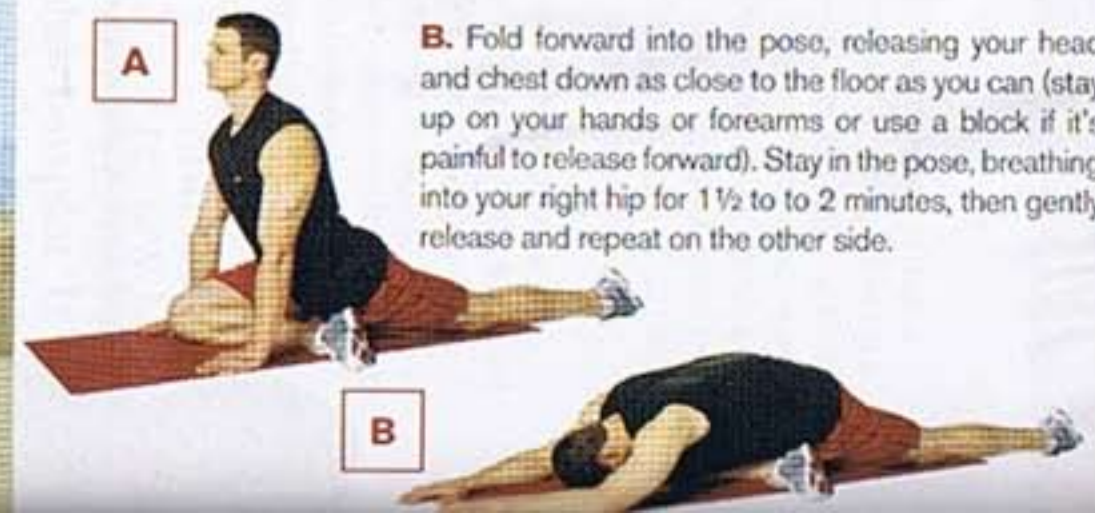 A
B. Fold forward into the pose, releasing your head
and chest down as close to the floor as you can (stay
up on your hands or forearms or use a block if it's
painful to release forward). Stay in the pose, breathing
into your right hip for 1½ to to 2 minutes, then gently
release and repeat on the other side.
B